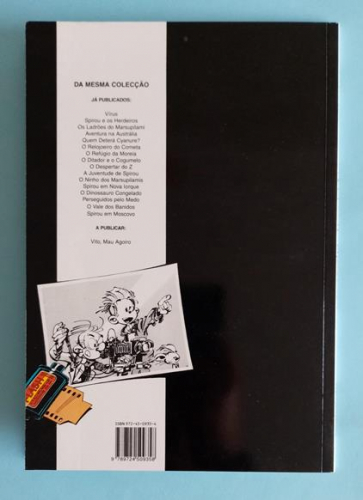 DA MESMA COLECÇÃO
JÁ PUBLICADOS:
Vírus
Spirou e os Herdeiros
Os Ladrões do Marsupilami
Aventura na Austrália
Quem Deterá Cyanure?
O Relojoeiro do Cometa
O Refúgio da Moreia
O Ditador e o Cogumelo
O Despertar do Z
A Juventude de Spirou
O Ninho dos Marsupilamis
Spirou em Nova Iorque
O Dinossauro Congelado
Perseguidos pelo Medo
O Vale dos Banidos
Spirou em Moscovo
A PUBLICAR:
Vito, Mau Agoiro